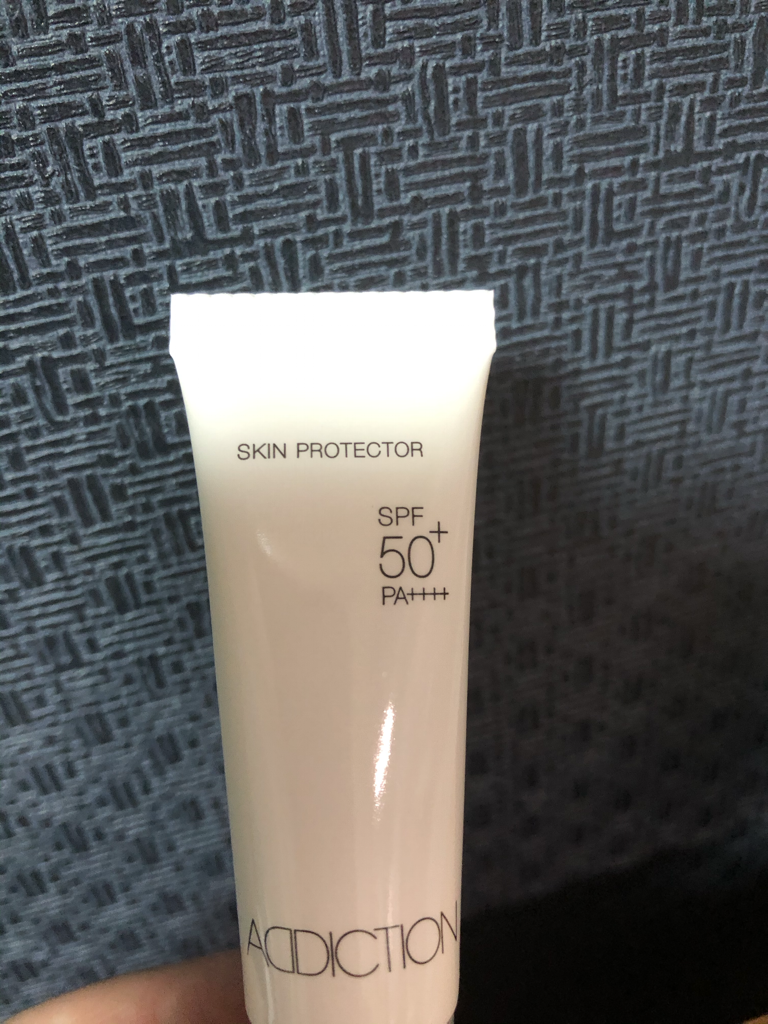 SKIN PROTECTOR
SPF
50+
PA++++
ADDICTION